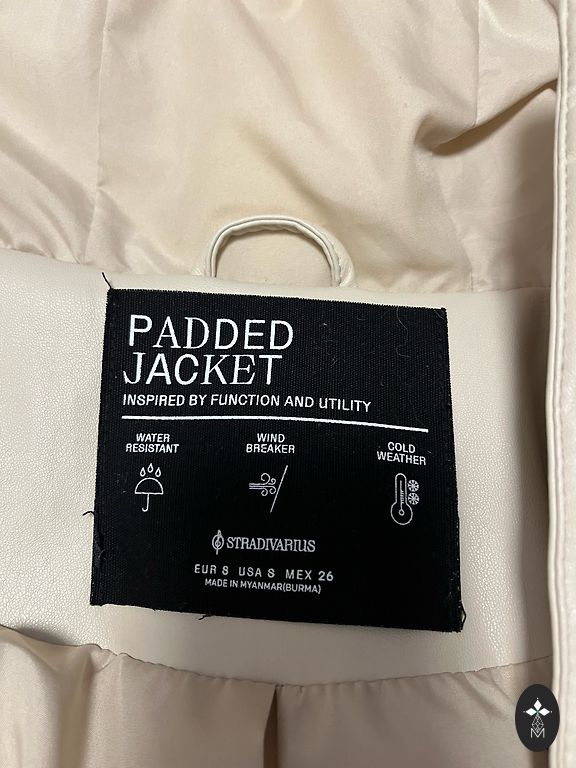 PADDED
JACKET
INSPIRED BY FUNCTION AND UTILITY
WATER
RESISTANT
WIND
BREAKER
COLD
WEATHER
STRADIVARIUS
EUR S USA S MEX 26
MADE IN MYANMAR(BURMA)
M